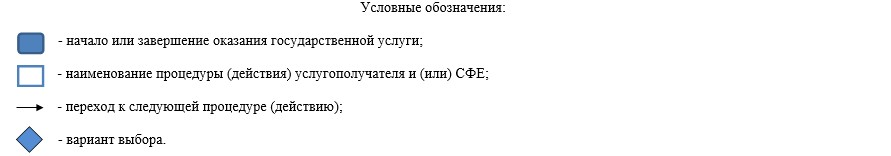 Условные обозначения:
- начало или завершение оказания государственной услуги;
- наименование процедуры (действия) услугополучателя и (или) СФЕ;
- переход к следующей процедуре (действию);
- вариант выбора.